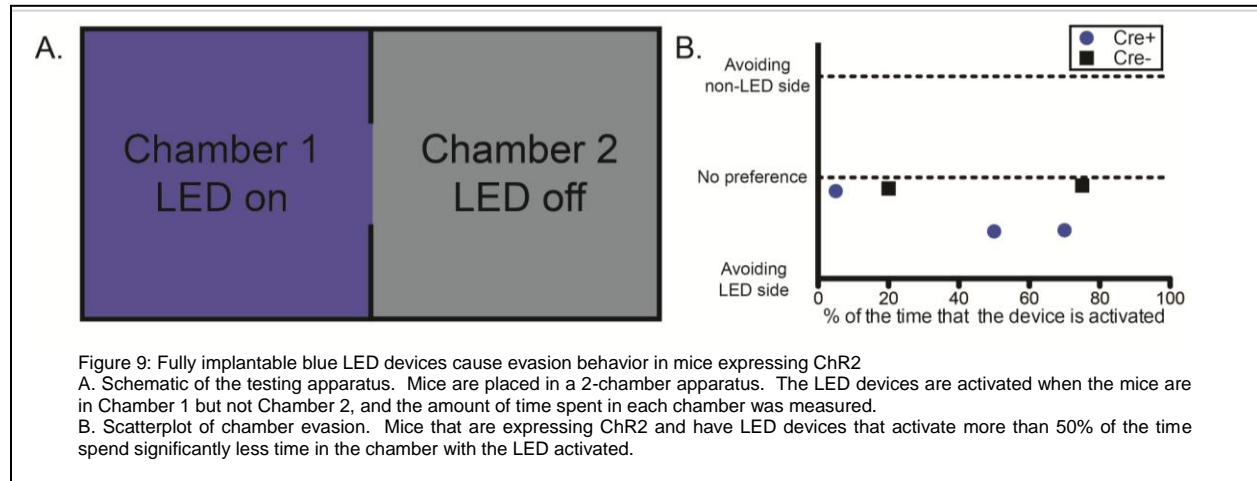 A.
Chamber 1
LED on
Chamber 2
LED off
B.
Cre+
Cre-
Avoiding
non-LED side
No preference
Avoiding
LED side
0 20 40 60 80 100
% of the time that the device is activated
Figure 9: Fully implantable blue LED devices cause evasion behavior in mice expressing ChR2
A. Schematic of the testing apparatus. Mice are placed in a 2-chamber apparatus. The LED devices are activated when the mice are
in Chamber 1 but not Chamber 2, and the amount of time spent in each chamber was measured.
B. Scatterplot of chamber evasion. Mice that are expressing ChR2 and have LED devices that activate more than 50% of the time
spend significantly less time in the chamber with the LED activated.